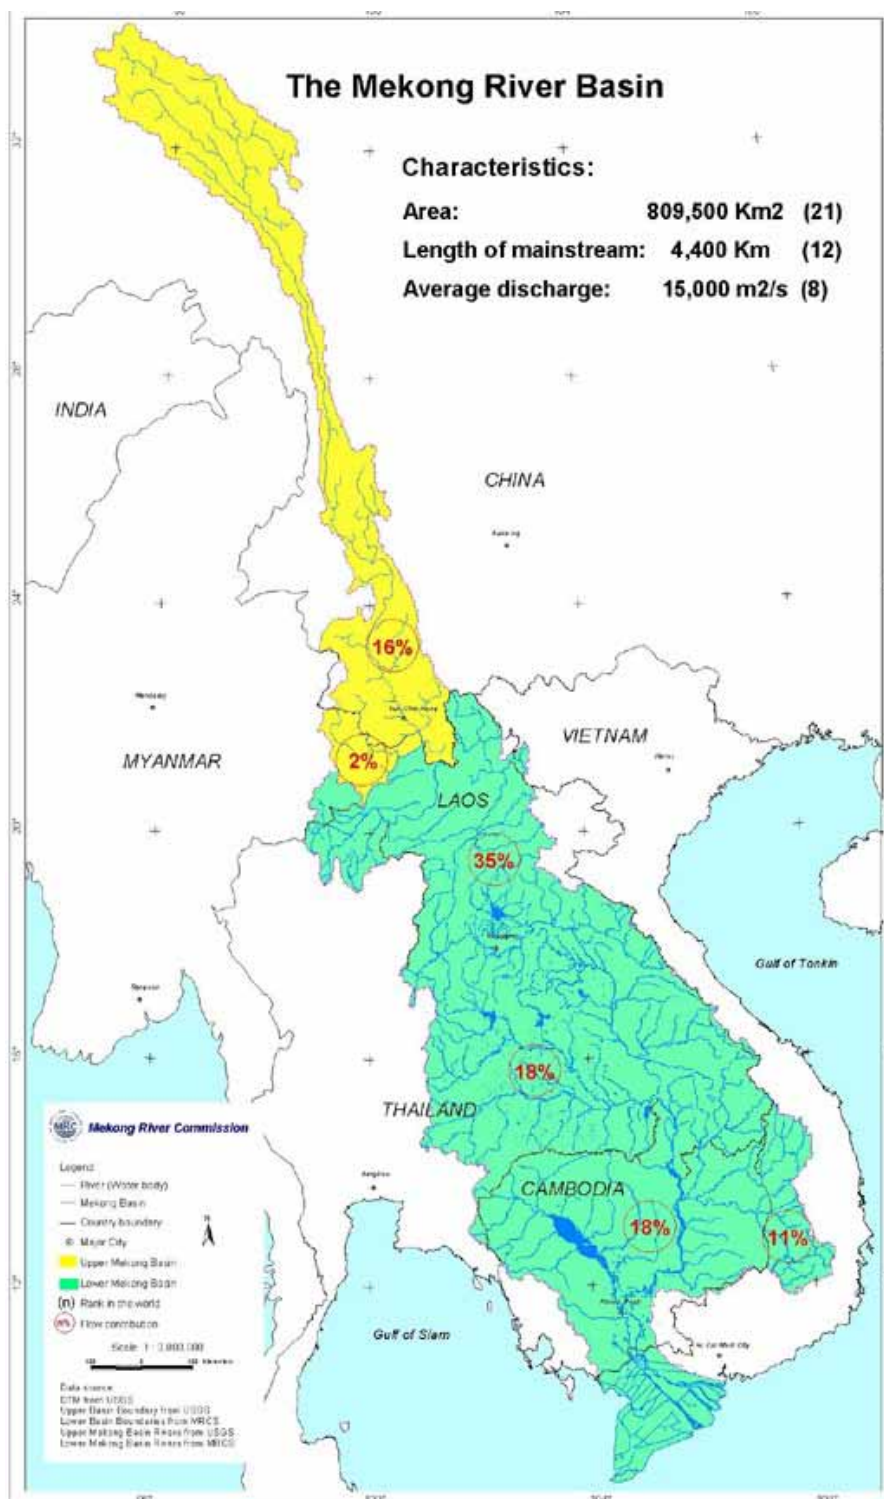 The Mekong River Basin
Characteristics:
Area: 809,500 Km2 (21)
Length of mainstream: 4,400 Km (12)
Average discharge: 15,000 m2/s (8)
INDIA
CHINA
16%
VIETNAM
MYANMAR
2%
LAOS
35%
Gulf of Tonkin
18%
THAILAND
CAMBODIA
18%
11%
Gulf of Siam
MRC Mekong River Commission
Legend
River (Water body)
Mekong Basin
Country boundary
Major City
Upper Mekong Basin
Lower Mekong Basin
(n) Rank in the world
Flow contribution
Data source:
DTM from USGS
Upper Basin Boundary from USGS
Lower Basin Boundaries from MRCS
Upper Mekong Basin Rivers from USGS
Lower Mekong Basin Rivers from MRCS